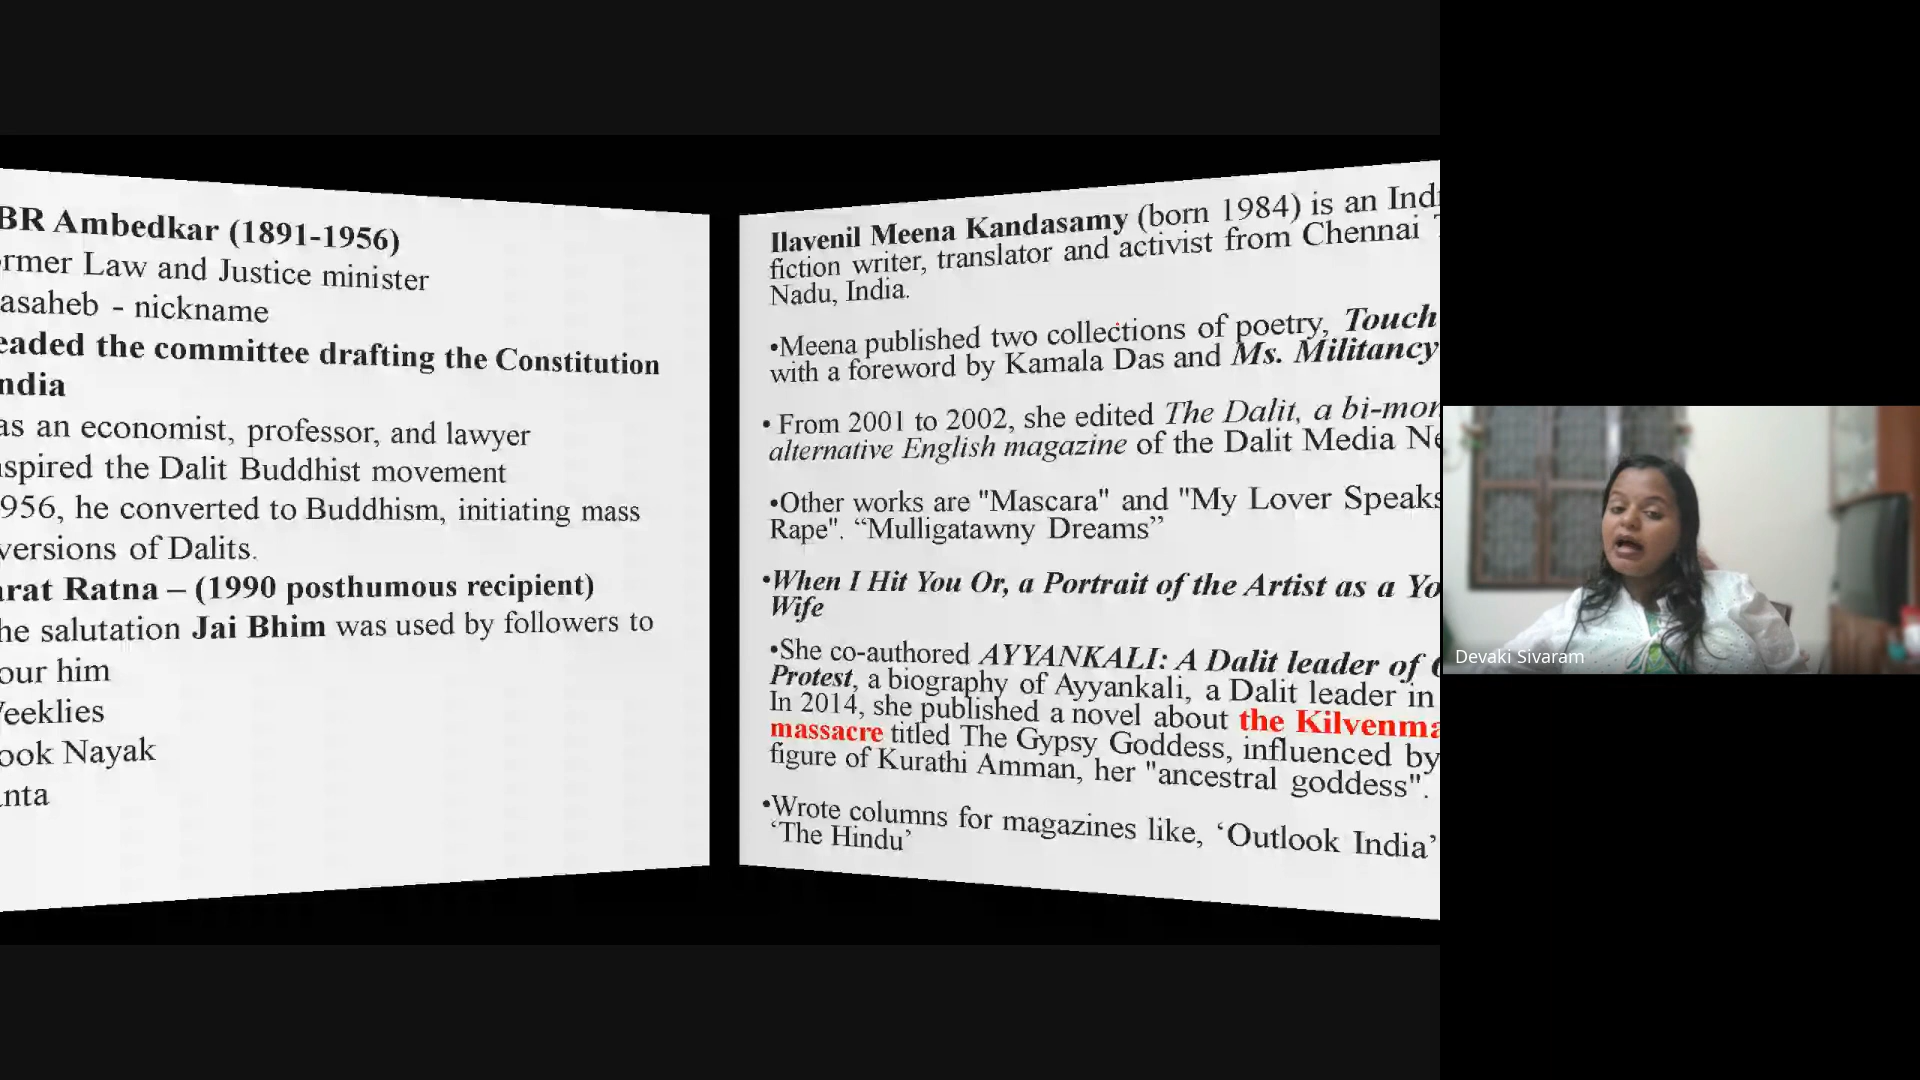 BR Ambedkar (1891-1956)
rmer Law and Justice minister
asaheb - nickname
eaded the committee drafting the Constitution
ndia
as an economist, professor, and lawyer
nspired the Dalit Buddhist movement
956, he converted to Buddhism, initiating mass
versions of Dalits.
arat Ratna – (1990 posthumous recipient)
he salutation Jai Bhim was used by followers to
our him
Weeklies
ook Nayak
anta
Ilavenil Meena Kandasamy (born 1984) is an Indi
fiction writer, translator and activist from Chennai T
Nadu, India.
•Meena published two collections of poetry, Touch
with a foreword by Kamala Das and Ms. Militancy
• From 2001 to 2002, she edited The Dalit, a bi-mon
alternative English magazine of the Dalit Media Ne
•Other works are "Mascara" and "My Lover Speaks
Rape". “Mulligatawny Dreams”
•When I Hit You Or, a Portrait of the Artist as a Yo
Wife
•She co-authored AYYANKALI: A Dalit leader of O
Protest, a biography of Ayyankali, a Dalit leader in
In 2014, she published a novel about the Kilvenma
massacre titled The Gypsy Goddess, influenced by
figure of Kurathi Amman, her "ancestral goddess".
•Wrote columns for magazines like, ‘Outlook India’
‘The Hindu’
Devaki Sivaram